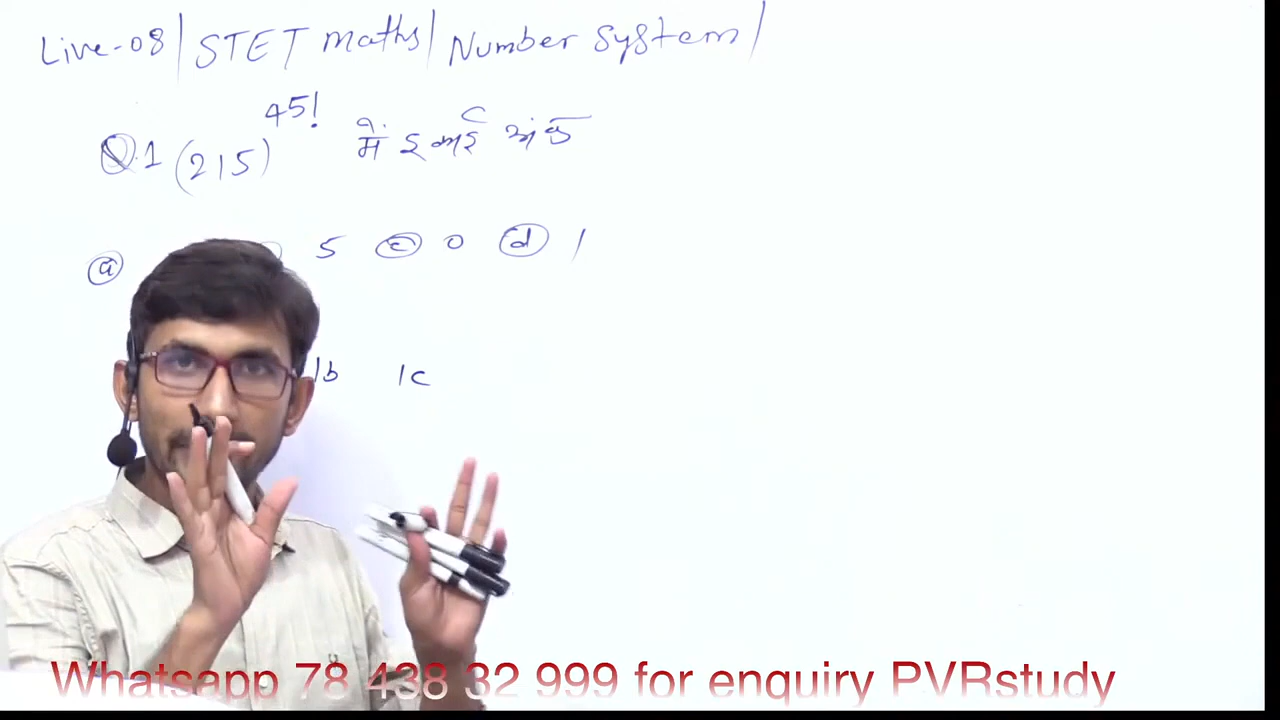 Live-08 | STET maths | Number System |
Q.1 (215)^45! में इकाई अंक
(a) 5 (c) 0 (d) 1
1b 1c
Whatsapp 78 438 32 999 for enquiry PVRstudy